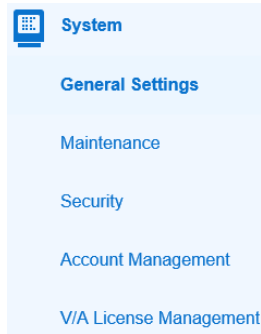 System
General Settings
Maintenance
Security
Account Management
V/A License Management